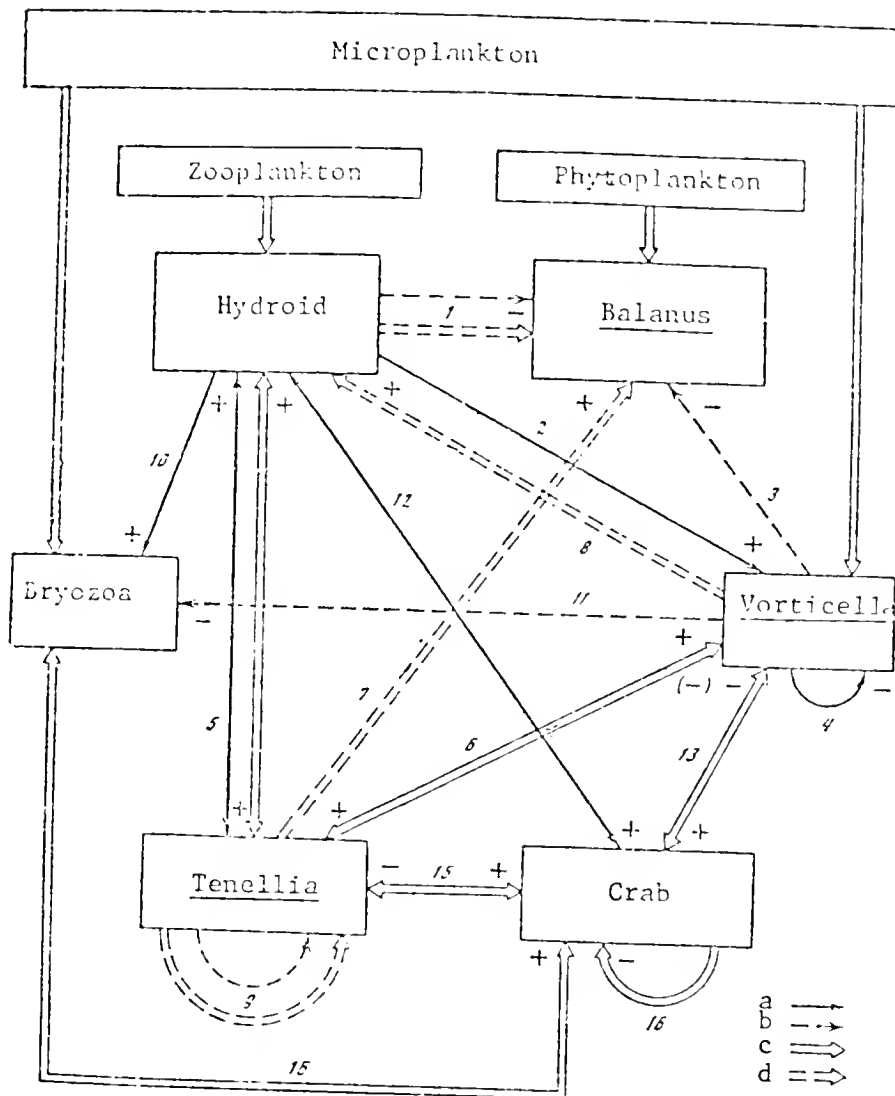 Microplankton
Zooplankton
Phytoplankton
Hydroid
1
-
Balanus
+
+
+
+
-
2
3
10
12
8
+
+
Bryozoa
-
11
Vorticella
+
(-) -
-
4
5
7
6
13
+
+
+
+
Tenellia
-
15
+
Crab
9
+
-
16
15
a
b
c
d